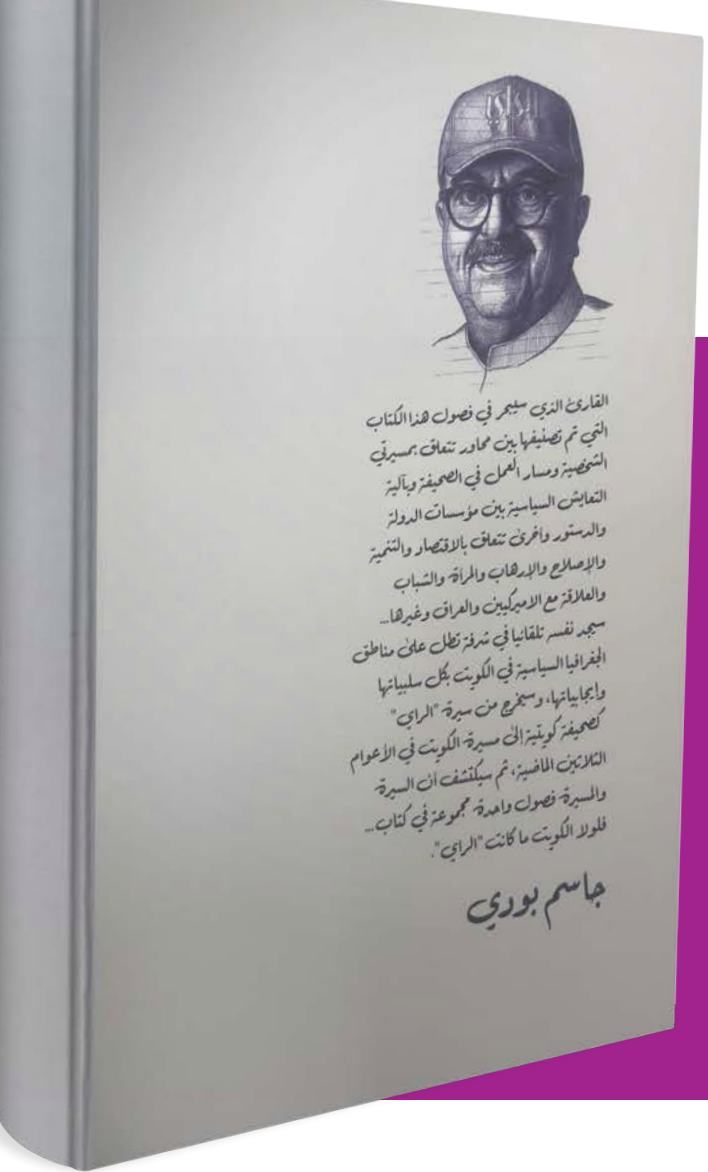 الراي
القارئ الذي سيبحر في فصول هذا الكتاب
التي تم تصنيفها بين محاور تتعلق بمسيرتي
الشخصية ومسار العمل في الصحيفة وبآلية
التعايش السياسية بين مؤسسات الدولة
والدستور وأخرى تتعلق بالاقتصاد والتنمية
والإصلاح والإرهاب والمرأة والشباب
والعلاقة مع الاميركيين والعراق وغيرها...
سيجد نفسه تلقائيا في شرفة تطل على مناطق
الجغرافيا السياسية في الكويت بكل سلبياتها
وإيجابياتها، وسيخرج من سيرة "الراي"
كصحيفة كويتية إلى مسيرة الكويت في الأعوام
الثلاثين الماضية، ثم سيكتشف ان السيرة
والمسيرة فصول واحدة مجموعة في كتاب...
فلولا الكويت ما كانت "الراي".
جاسم بودي